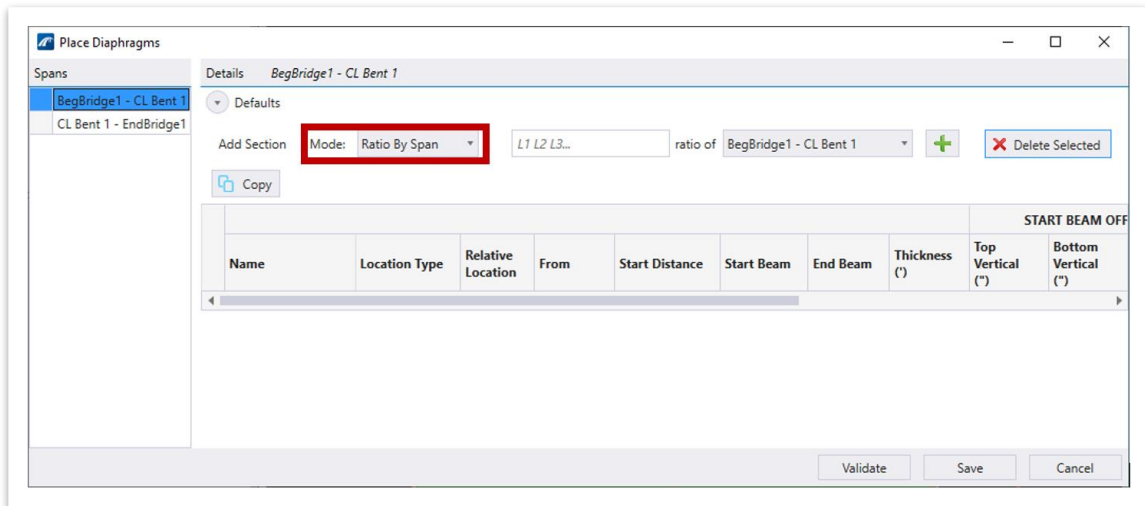 Place Diaphragms
Spans
Details BegBridge1 - CL Bent 1
BegBridge1 - CL Bent 1
CL Bent 1 - EndBridge1
Defaults
Add Section Mode: Ratio By Span L1 L2 L3... ratio of BegBridge1 - CL Bent 1 Delete Selected
Copy
START BEAM OFF
Name Location Type Relative Location From Start Distance Start Beam End Beam Thickness (') Top Vertical (") Bottom Vertical (")
Validate Save Cancel